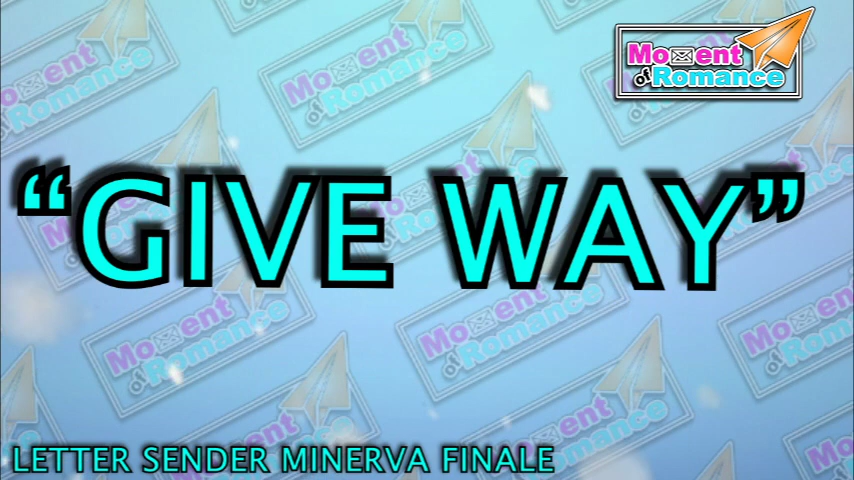 Moment
of Romance
“GIVE WAY”
LETTER SENDER MINERVA FINALE